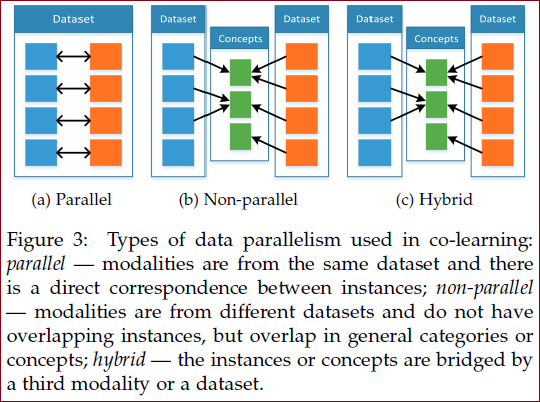 Dataset
Dataset Dataset
Concepts
Dataset Dataset
Concepts
(a) Parallel
(b) Non-parallel
(c) Hybrid
Figure 3: Types of data parallelism used in co-learning:
parallel — modalities are from the same dataset and there
is a direct correspondence between instances; non-parallel
— modalities are from different datasets and do not have
overlapping instances, but overlap in general categories or
concepts; hybrid — the instances or concepts are bridged by
a third modality or a dataset.